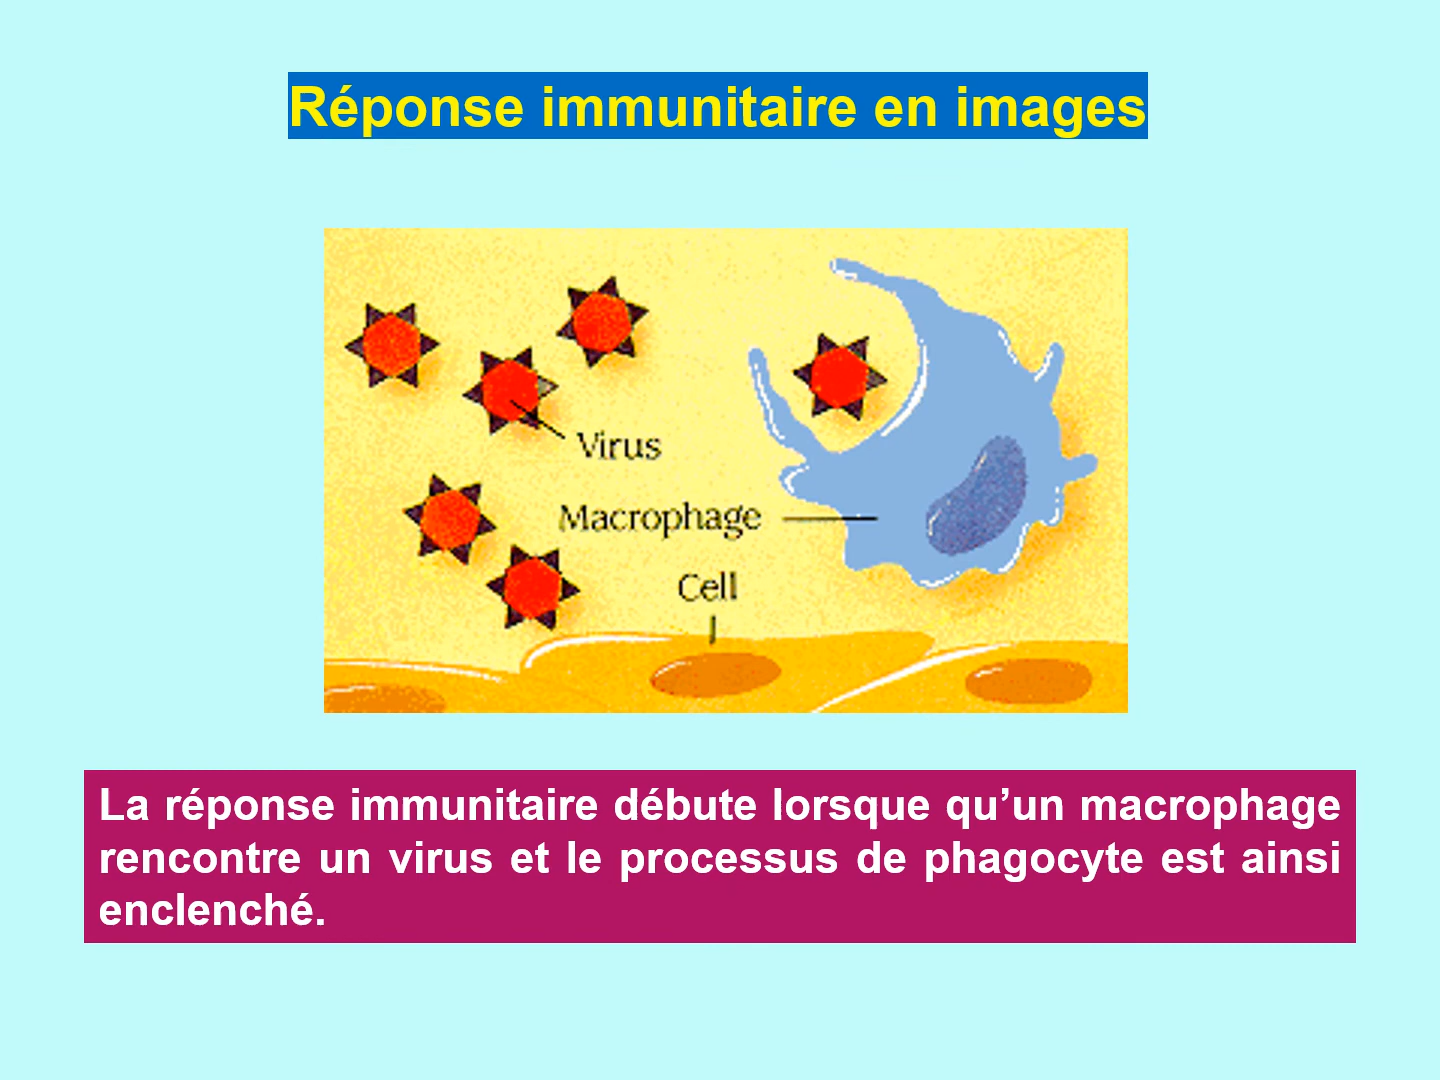 Réponse immunitaire en images
Virus
Macrophage
Cell
La réponse immunitaire débute lorsque qu’un macrophage
rencontre un virus et le processus de phagocyte est ainsi
enclenché.